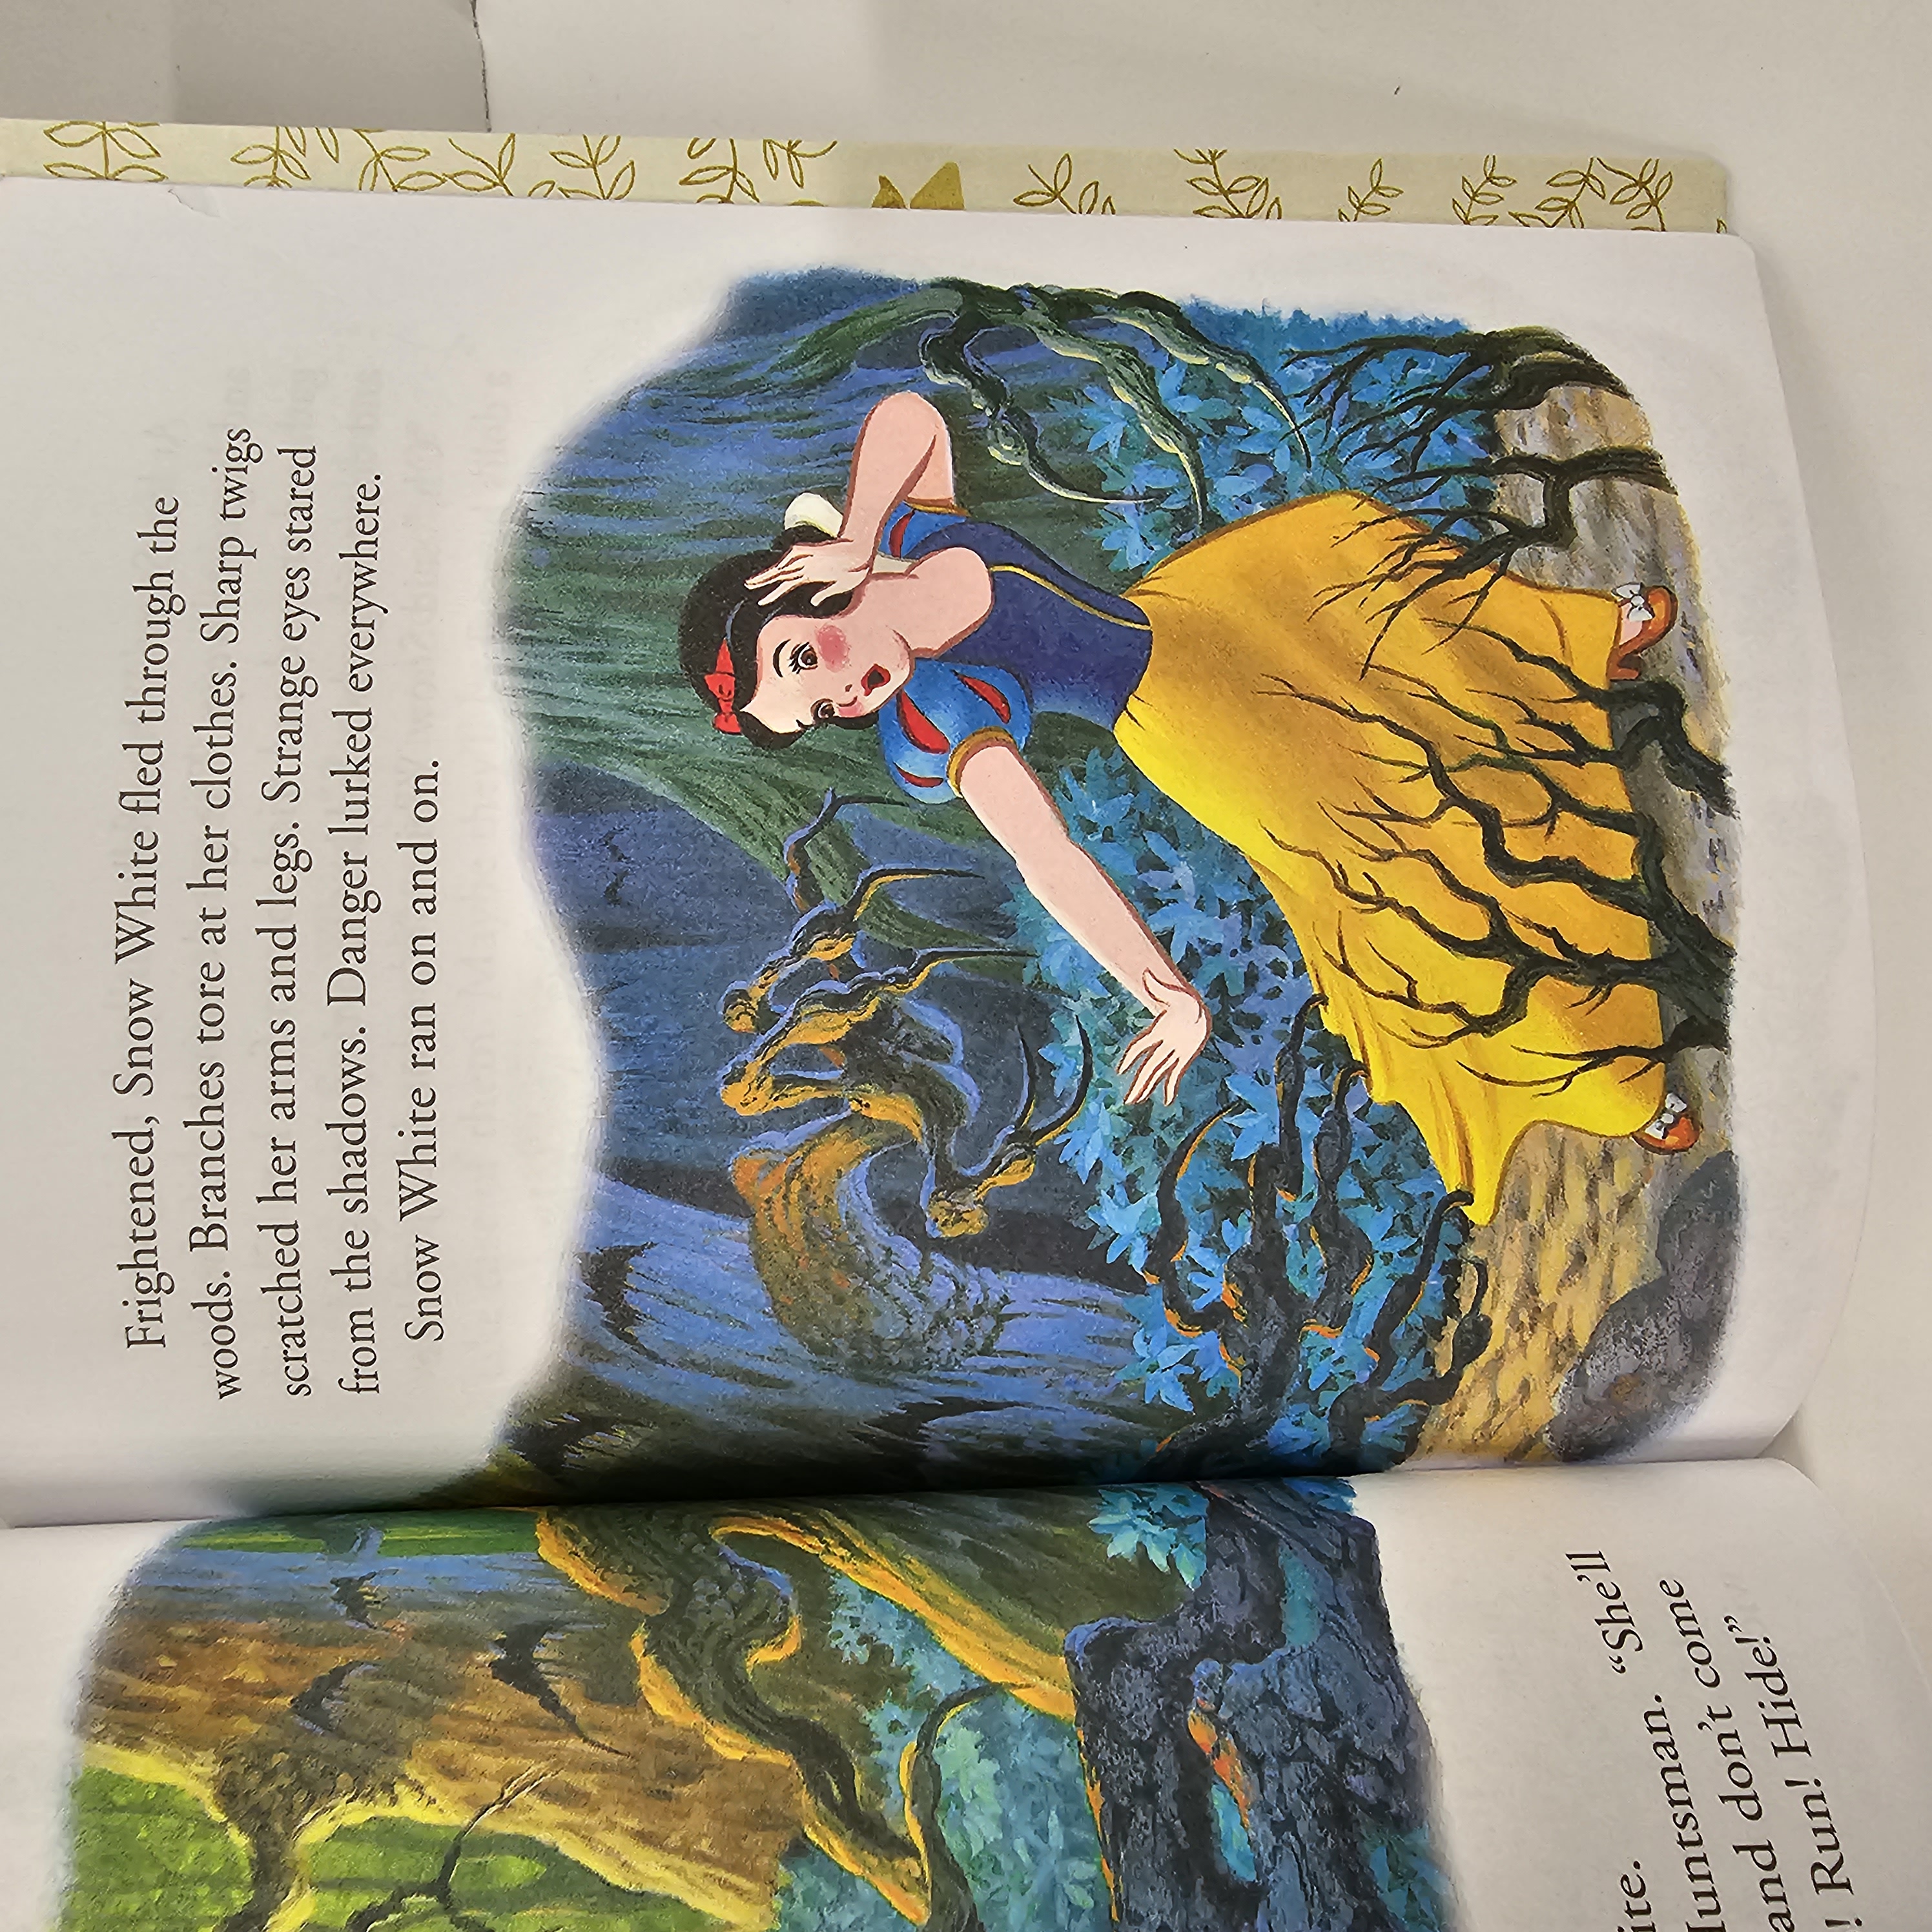 Huntsman. "She'll
and don't come
! Run! Hide!"
Frightened, Snow White fled through the
woods. Branches tore at her clothes. Sharp twigs
scratched her arms and legs. Strange eyes stared
from the shadows. Danger lurked everywhere.
Snow White ran on and on.